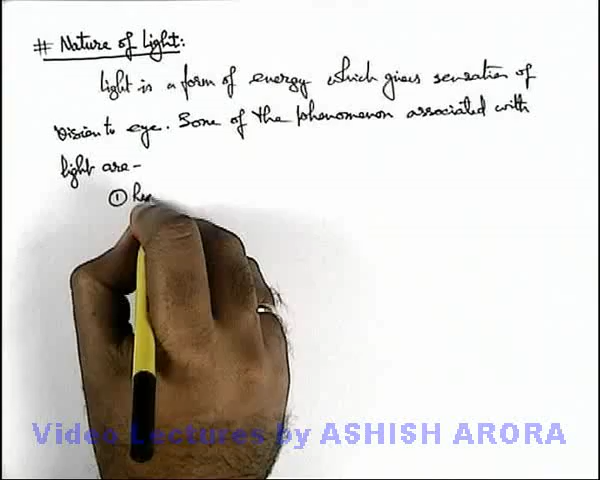 # Nature of Light:
Light is a form of energy which gives sensation of
vision to eye. Some of the phenomenon associated with
light are-
①
Video Lectures by ASHISH ARORA